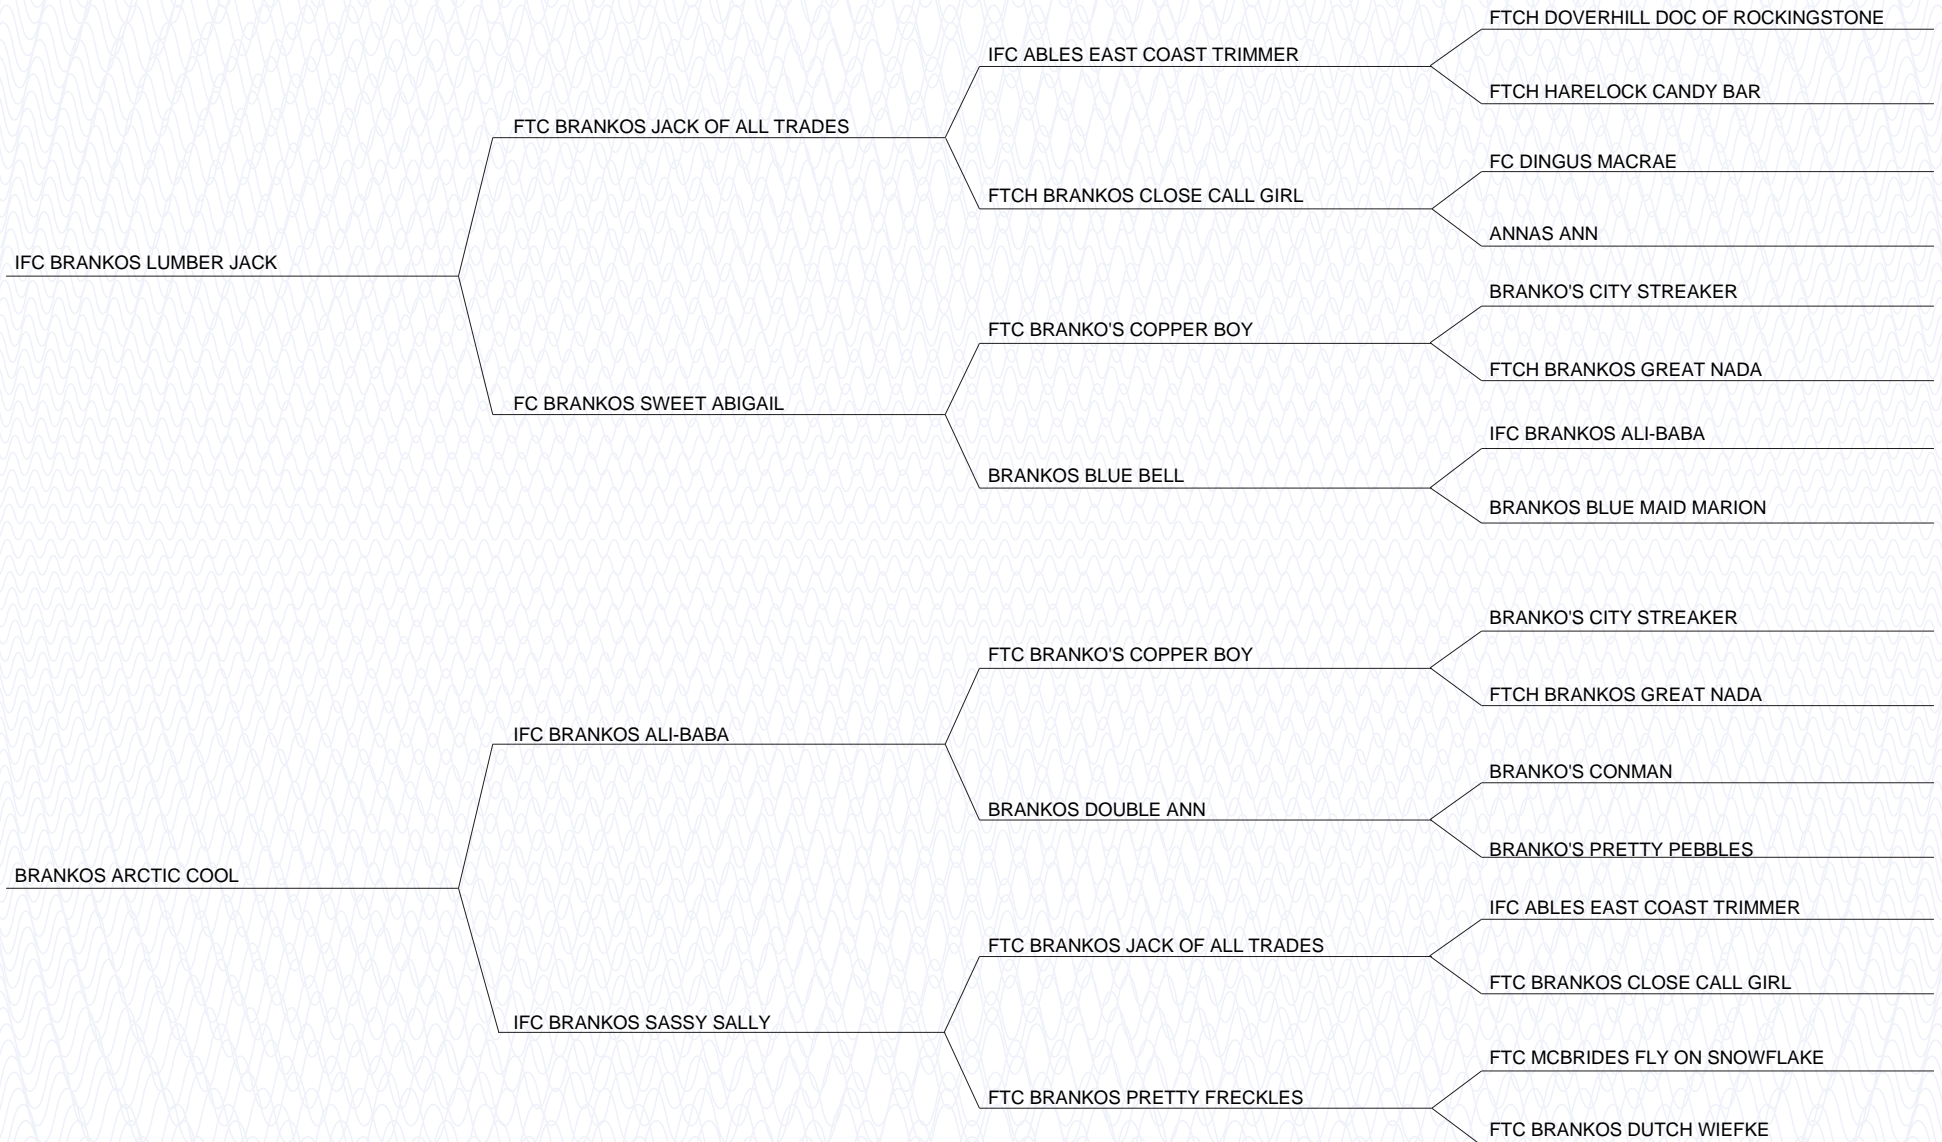 FTCH DOVERHILL DOC OF ROCKINGSTONE
IFC ABLES EAST COAST TRIMMER
FTCH HARELOCK CANDY BAR
FTC BRANKOS JACK OF ALL TRADES
FC DINGUS MACRAE
FTCH BRANKOS CLOSE CALL GIRL
ANNAS ANN
IFC BRANKOS LUMBER JACK
BRANKO'S CITY STREAKER
FTC BRANKO'S COPPER BOY
FTCH BRANKOS GREAT NADA
FC BRANKOS SWEET ABIGAIL
IFC BRANKOS ALI-BABA
BRANKOS BLUE BELL
BRANKOS BLUE MAID MARION
BRANKO'S CITY STREAKER
FTC BRANKO'S COPPER BOY
FTCH BRANKOS GREAT NADA
IFC BRANKOS ALI-BABA
BRANKO'S CONMAN
BRANKOS DOUBLE ANN
BRANKO'S PRETTY PEBBLES
BRANKOS ARCTIC COOL
IFC ABLES EAST COAST TRIMMER
FTC BRANKOS JACK OF ALL TRADES
FTC BRANKOS CLOSE CALL GIRL
IFC BRANKOS SASSY SALLY
FTC MCBRIDES FLY ON SNOWFLAKE
FTC BRANKOS PRETTY FRECKLES
FTC BRANKOS DUTCH WIEFKE